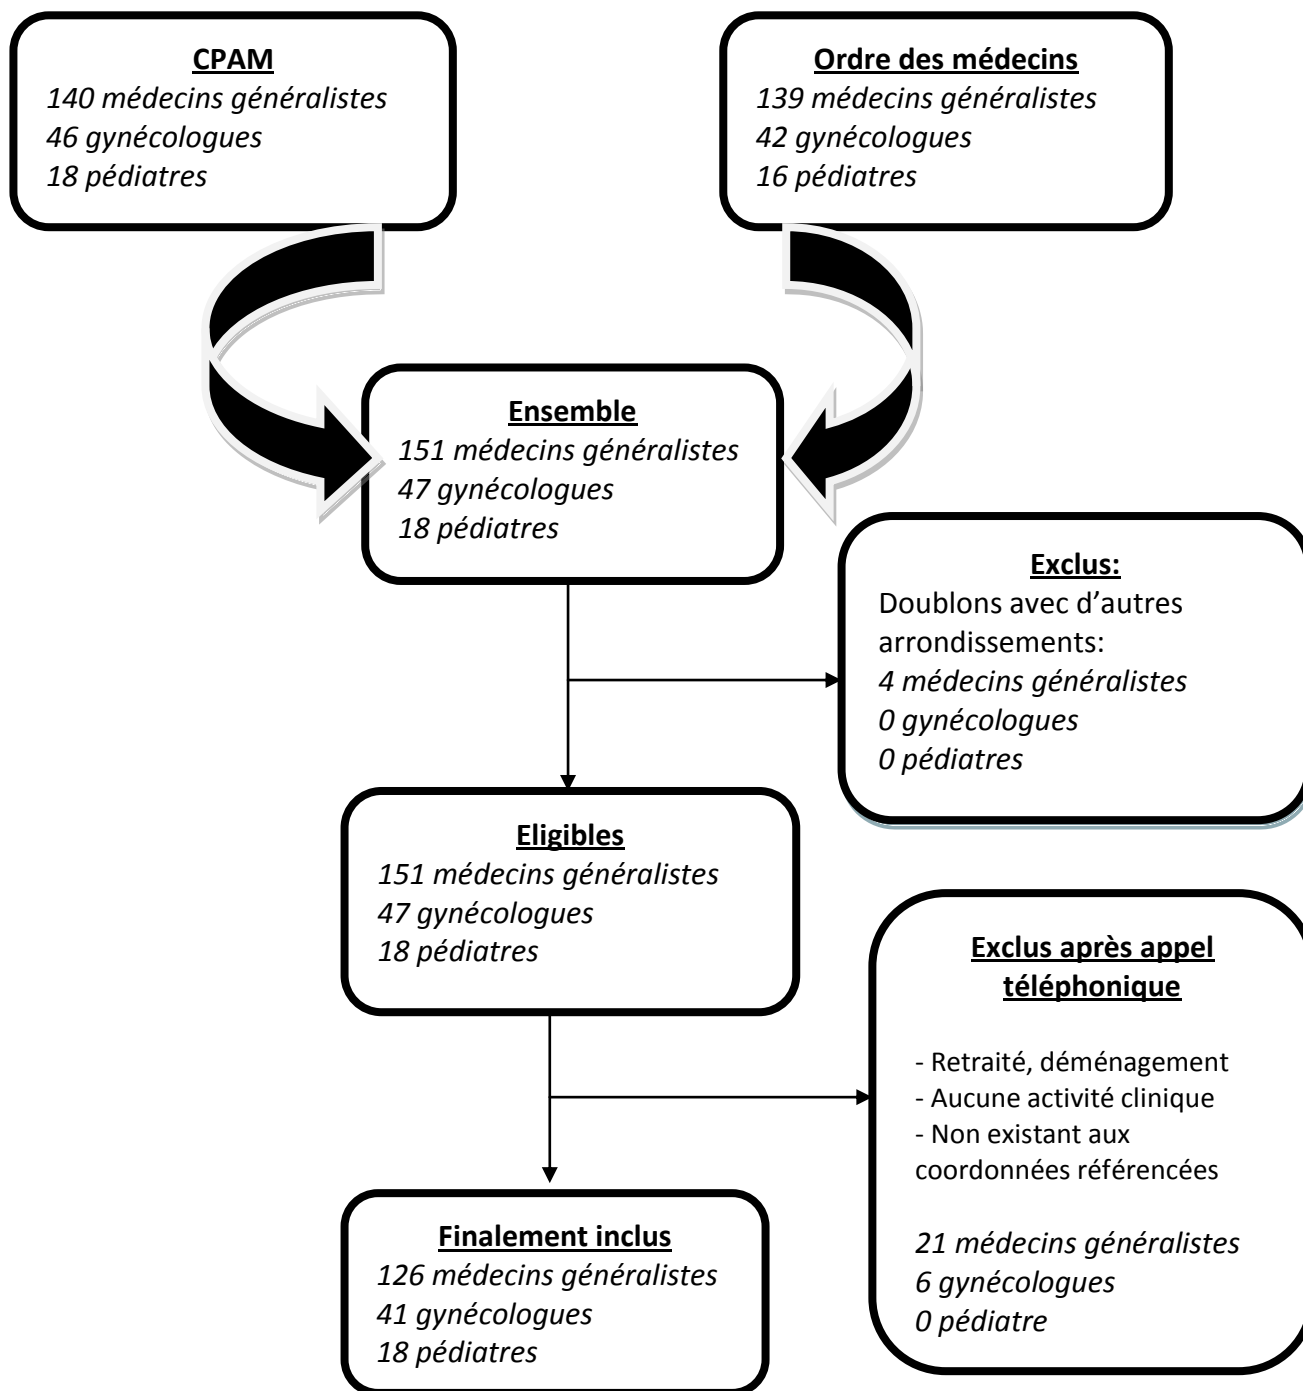 CPAM
140 médecins généralistes
46 gynécologues
18 pédiatres
Ordre des médecins
139 médecins généralistes
42 gynécologues
16 pédiatres
Ensemble
151 médecins généralistes
47 gynécologues
18 pédiatres
Exclus:
Doublons avec d’autres
arrondissements:
4 médecins généralistes
0 gynécologues
0 pédiatres
Eligibles
151 médecins généralistes
47 gynécologues
18 pédiatres
Exclus après appel
téléphonique
- Retraité, déménagement
- Aucune activité clinique
- Non existant aux
coordonnées référencées
21 médecins généralistes
6 gynécologues
0 pédiatre
Finalement inclus
126 médecins généralistes
41 gynécologues
18 pédiatres